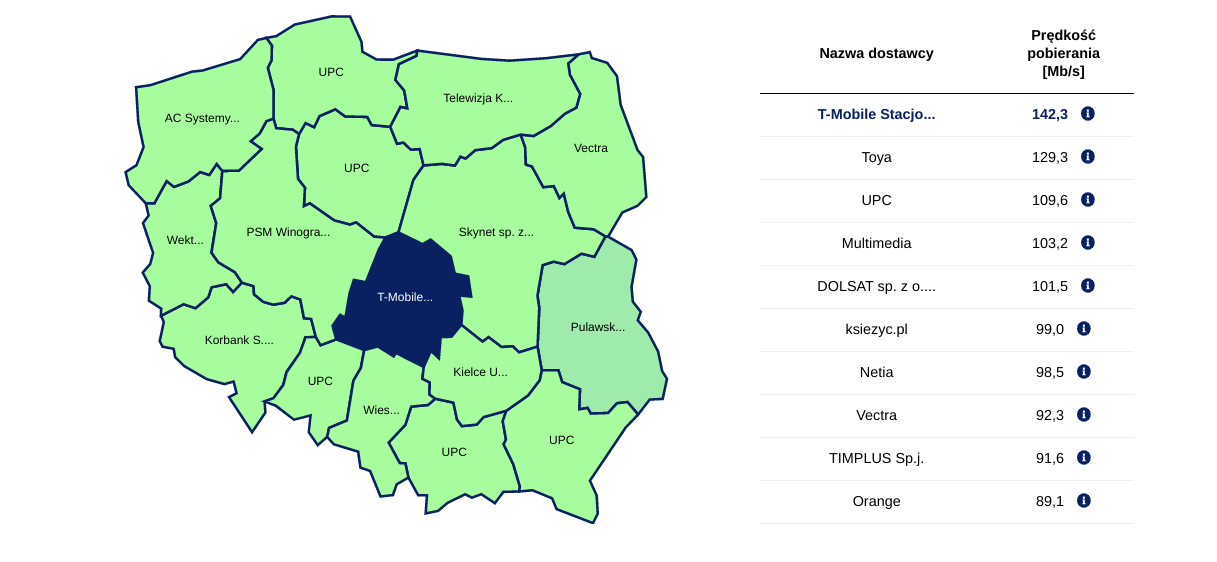 UPC
Telewizja K...
AC Systemy...
Vectra
UPC
Wekt...
PSM Winogra...
Skynet sp. z...
T-Mobile...
Pulawsk...
Korbank S....
UPC
Kielce U...
Wies...
UPC
UPC
Nazwa dostawcy
Prędkość
pobierania
[Mb/s]
T-Mobile Stacjo... 142,3
Toya 129,3
UPC 109,6
Multimedia 103,2
DOLSAT sp. z o.... 101,5
ksiezyc.pl 99,0
Netia 98,5
Vectra 92,3
TIMPLUS Sp.j. 91,6
Orange 89,1